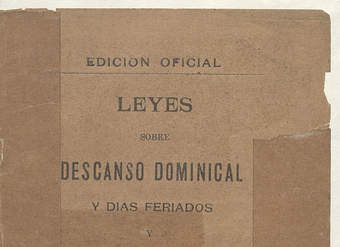 EDICION OFICIAL
LEYES
SOBRE
DESCANSO DOMINICAL
Y DIAS FERIADOS
Y